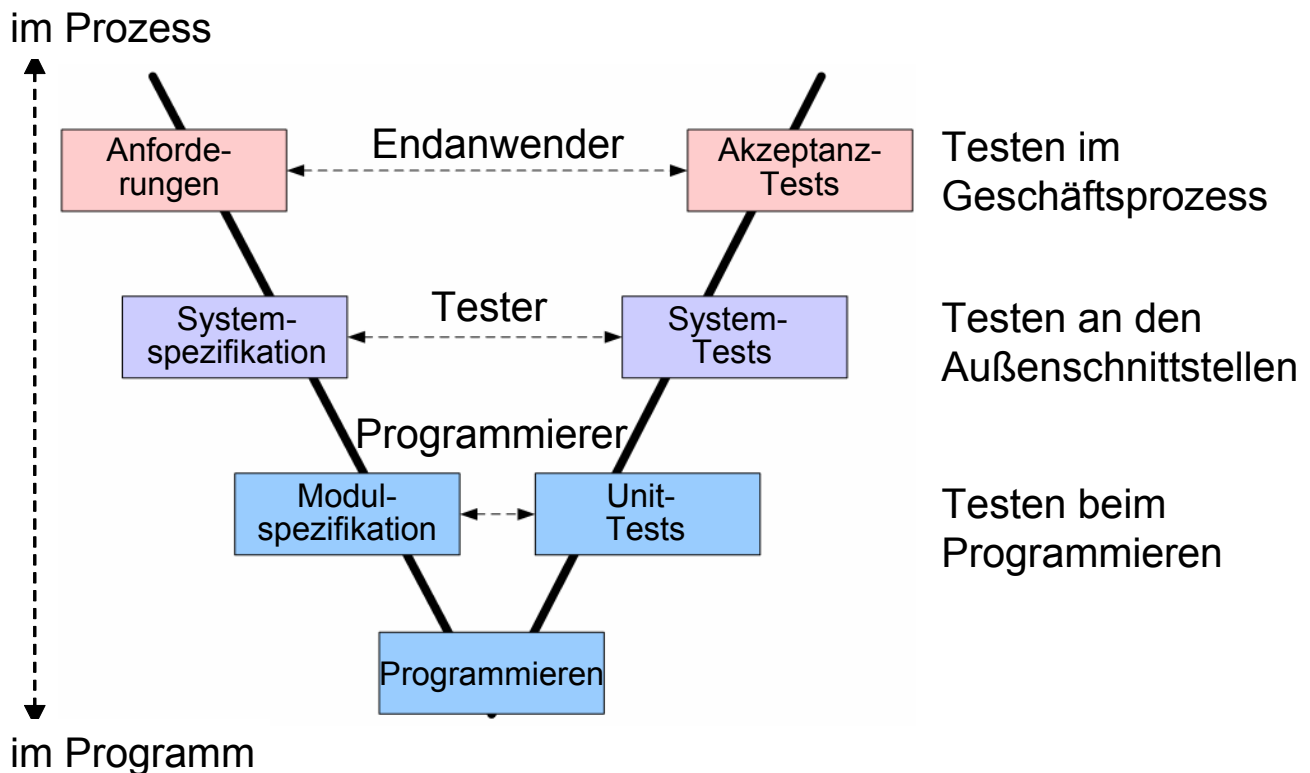 im Prozess
Anforde-
rungen
Endanwender
Akzeptanz-
Tests
Testen im
Geschäftsprozess
System-
spezifikation
Tester
System-
Tests
Testen an den
Außenschnittstellen
Programmierer
Modul-
spezifikation
Unit-
Tests
Testen beim
Programmieren
Programmieren
im Programm